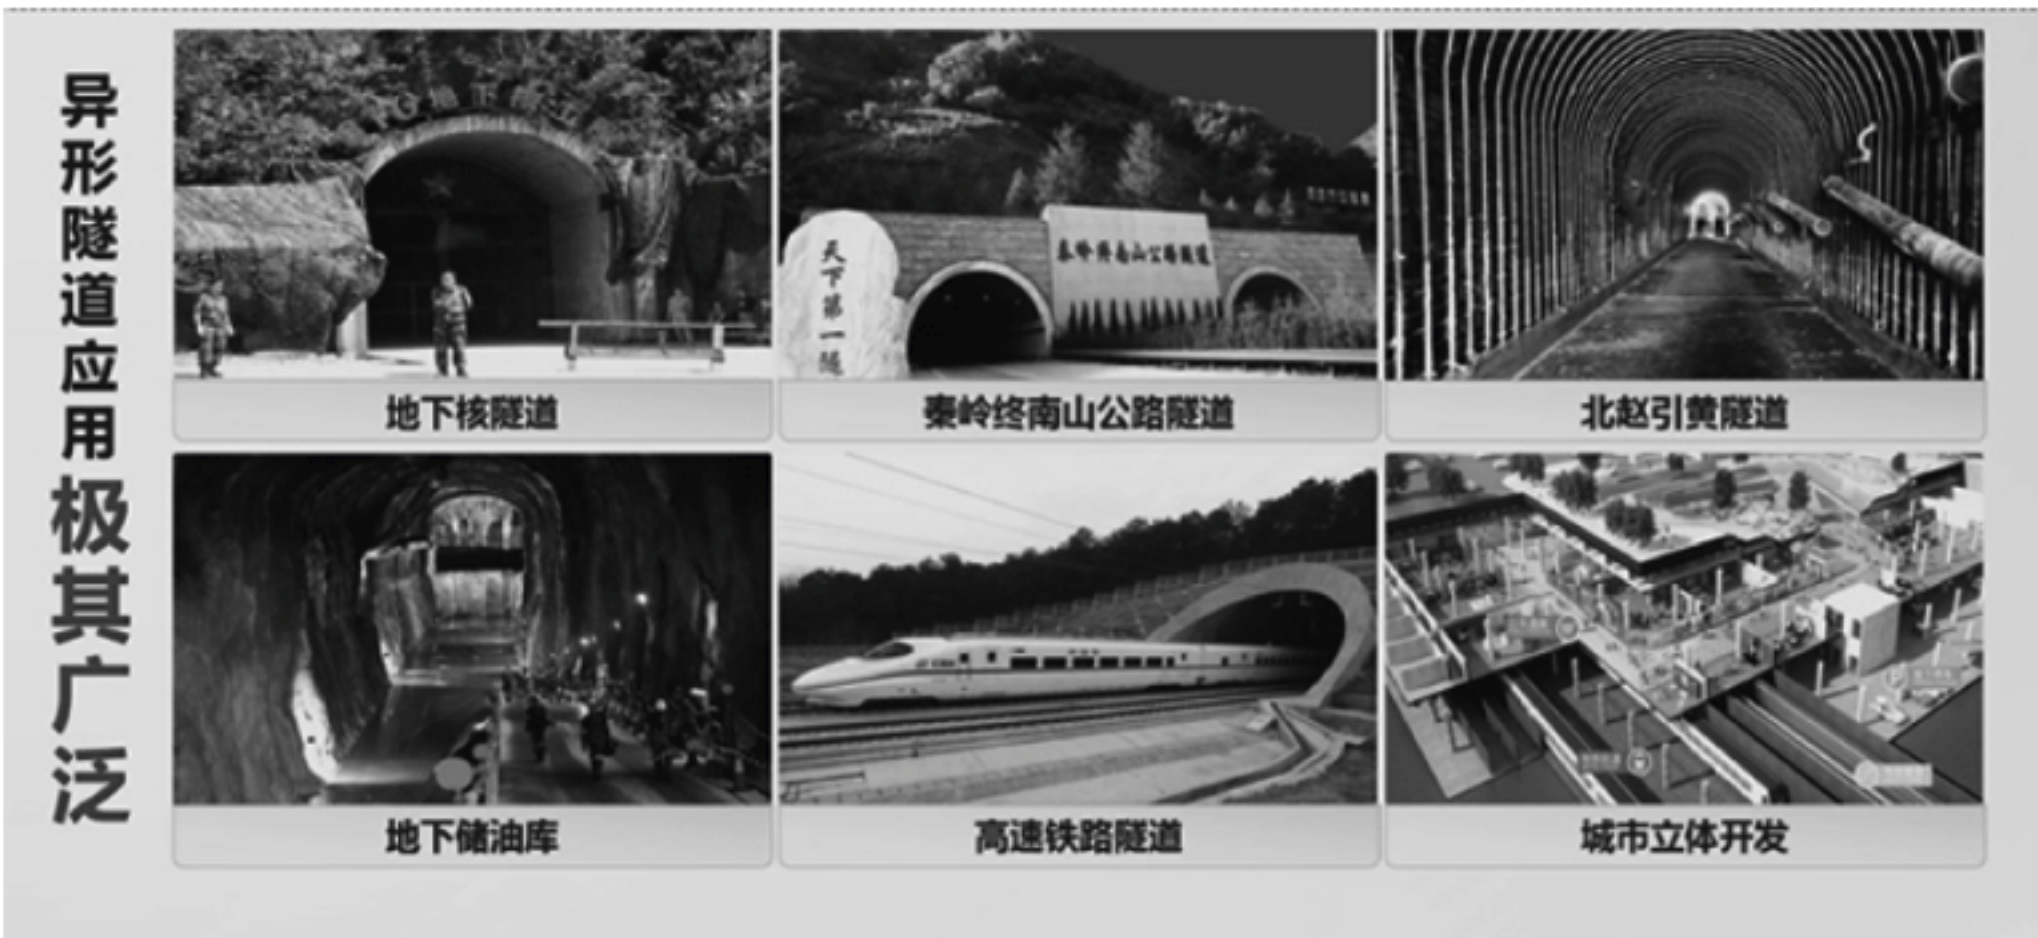 异形隧道应用极其广泛
天下第一隧
秦岭终南山公路隧道
地下核隧道
秦岭终南山公路隧道
北赵引黄隧道
地下储油库
高速铁路隧道
城市立体开发